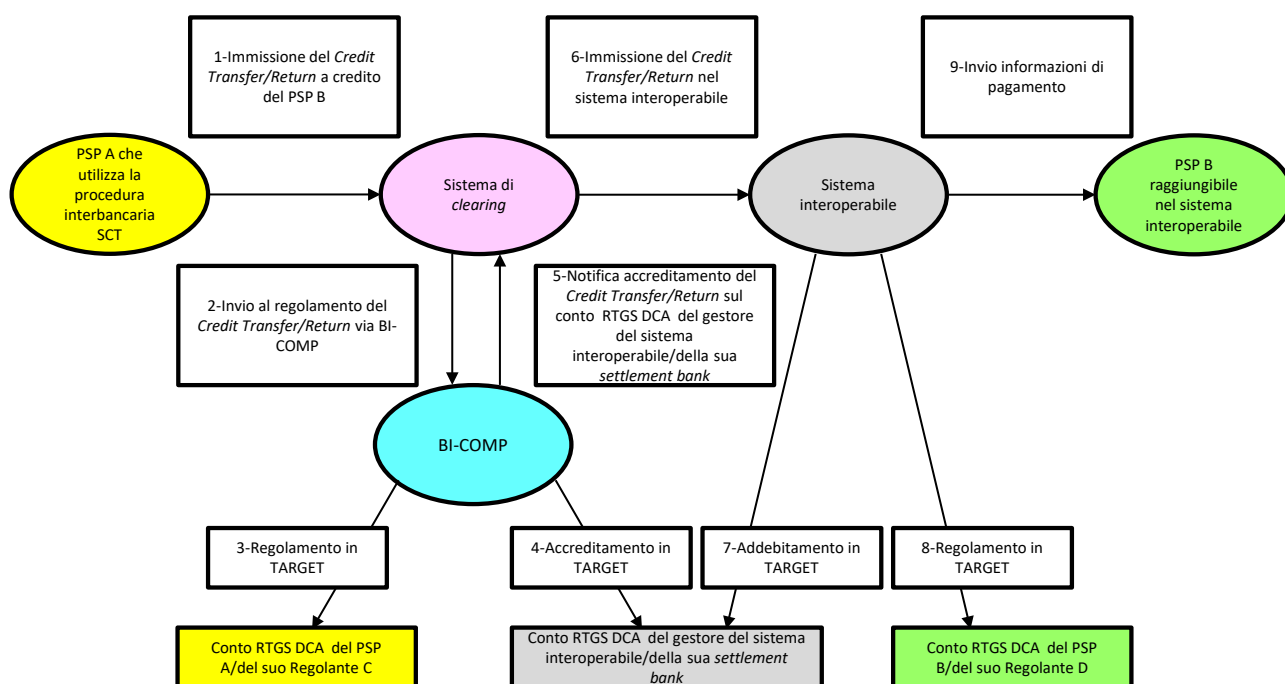 1-Immissione del Credit
Transfer/Return a credito
del PSP B
6-Immissione del Credit
Transfer/Return nel
sistema interoperabile
9-Invio informazioni di
pagamento
PSP A che
utilizza la
procedura
interbancaria
SCT
Sistema di
clearing
Sistema
interoperabile
PSP B
raggiungibile
nel sistema
interoperabile
2-Invio al regolamento del
Credit Transfer/Return via BI-
COMP
5-Notifica accreditamento del
Credit Transfer/Return sul
conto RTGS DCA del gestore
del sistema
interoperabile/della sua
settlement bank
BI-COMP
3-Regolamento in
TARGET
4-Accreditamento in
TARGET
7-Addebitamento in
TARGET
8-Regolamento in
TARGET
Conto RTGS DCA del PSP
A/del suo Regolante C
Conto RTGS DCA del gestore del sistema
interoperabile/della sua settlement
bank
Conto RTGS DCA del PSP
B/del suo Regolante D